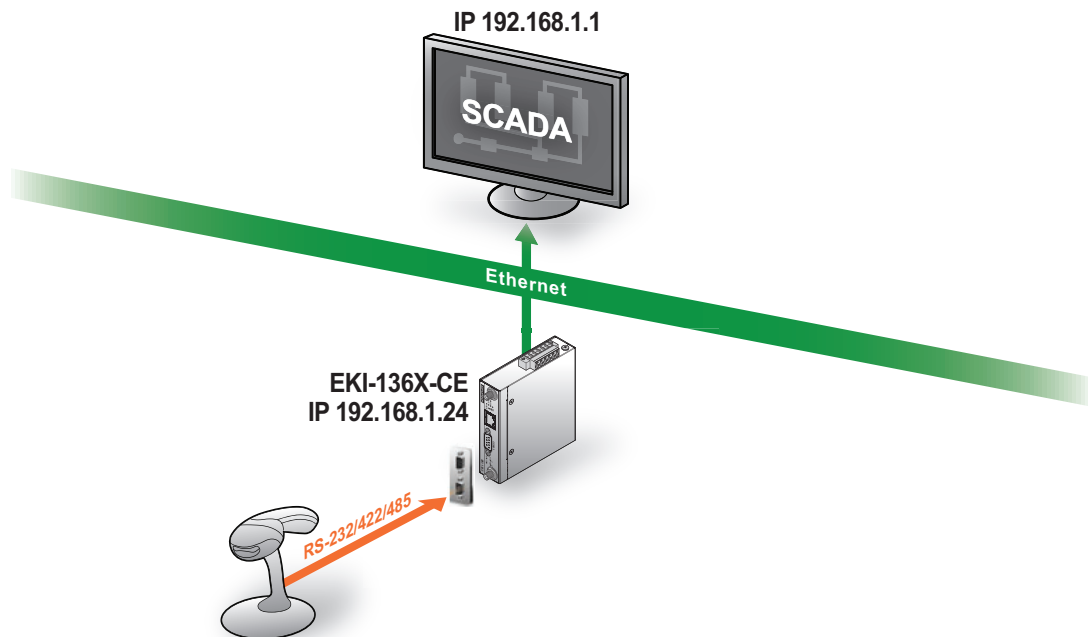 IP 192.168.1.1
SCADA
Ethernet
EKI-136X-CE
IP 192.168.1.24
RS-232/422/485